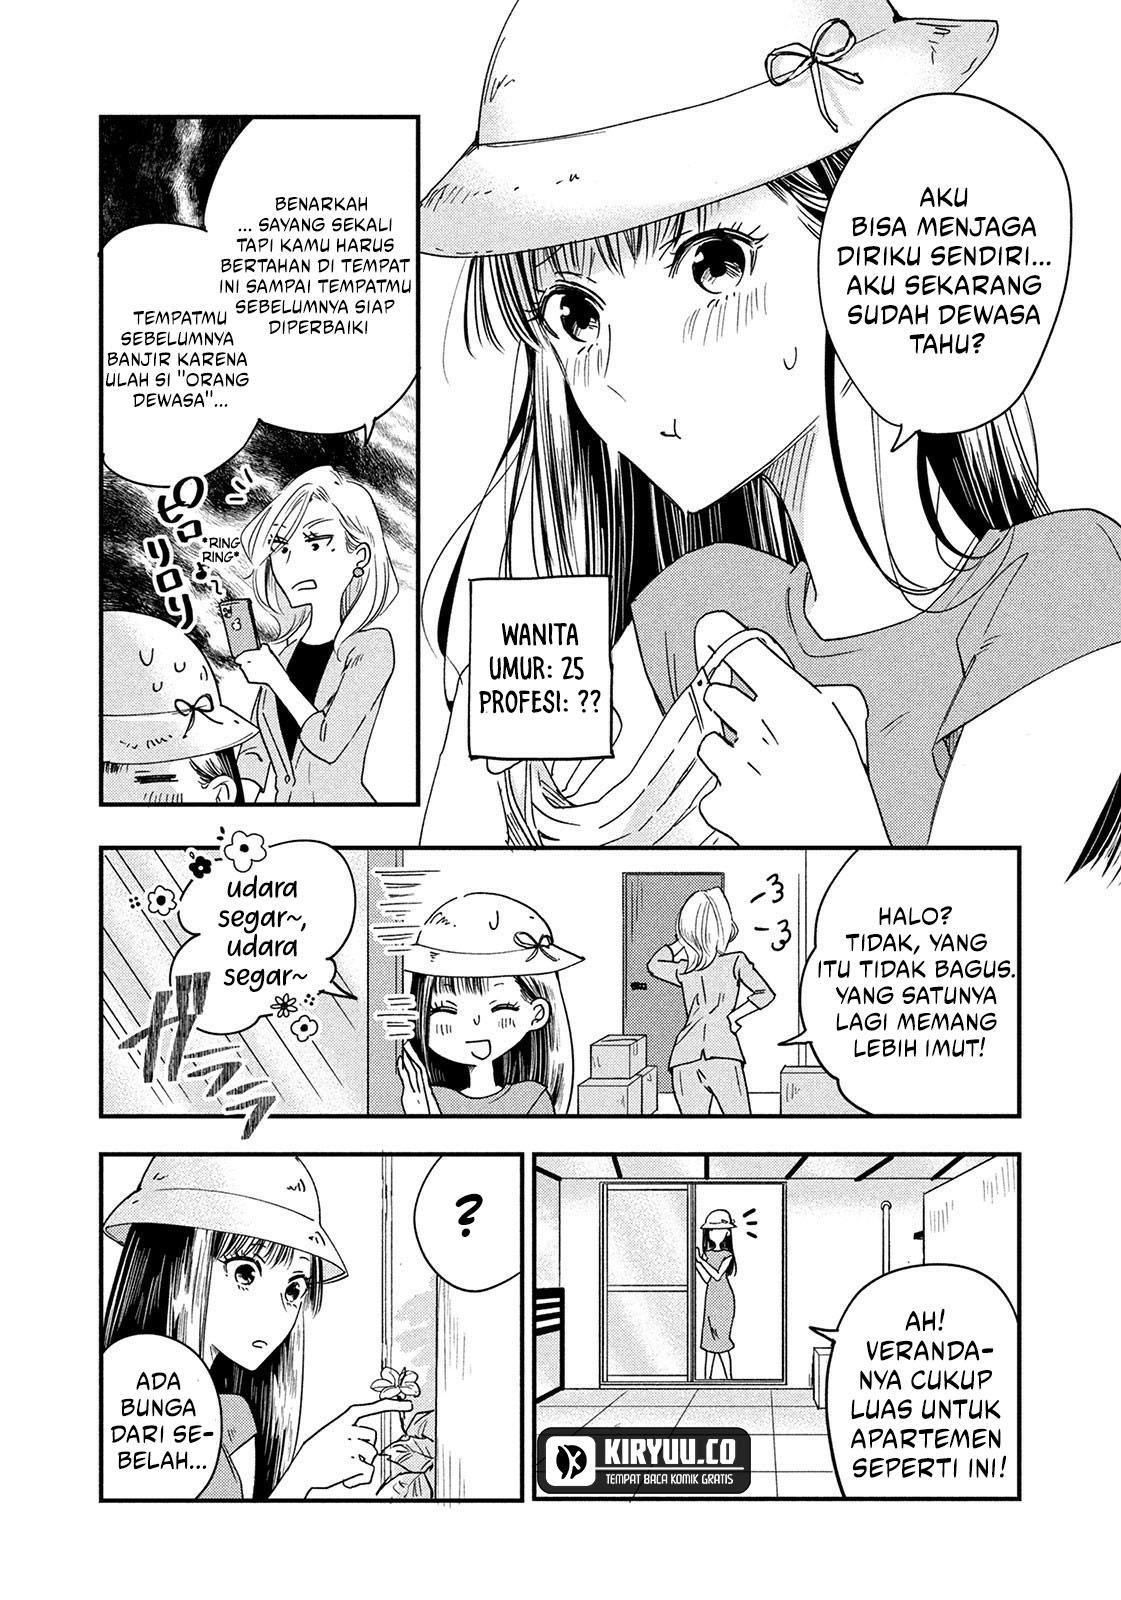 AKU
BISA MENJAGA
DIRIKU SENDIRI...
AKU SEKARANG
SUDAH DEWASA
TAHU?
WANITA
UMUR: 25
PROFESI: ??
BENARKAH
... SAYANG SEKALI
TAPI KAMU HARUS
BERTAHAN DI TEMPAT
INI SAMPAI TEMPATMU
SEBELUMNYA SIAP
DIPERBAIKI
TEMPATMU
SEBELUMNYA
BANJIR KARENA
ULAH SI "ORANG
DEWASA"...
ピロリロリ♪
*RING
RING*
HALO?
TIDAK, YANG
ITU TIDAK BAGUS.
YANG SATUNYA
LAGI MEMANG
LEBIH IMUT!
udara
segar~,
udara
segar~
ガガ
AH!
VERANDA-
NYA CUKUP
LUAS UNTUK
APARTEMEN
SEPERTI INI!
KIRYUU.CO
TEMPAT BACA KOMIK GRATIS
?
ADA
BUNGA
DARI SE-
BELAH...